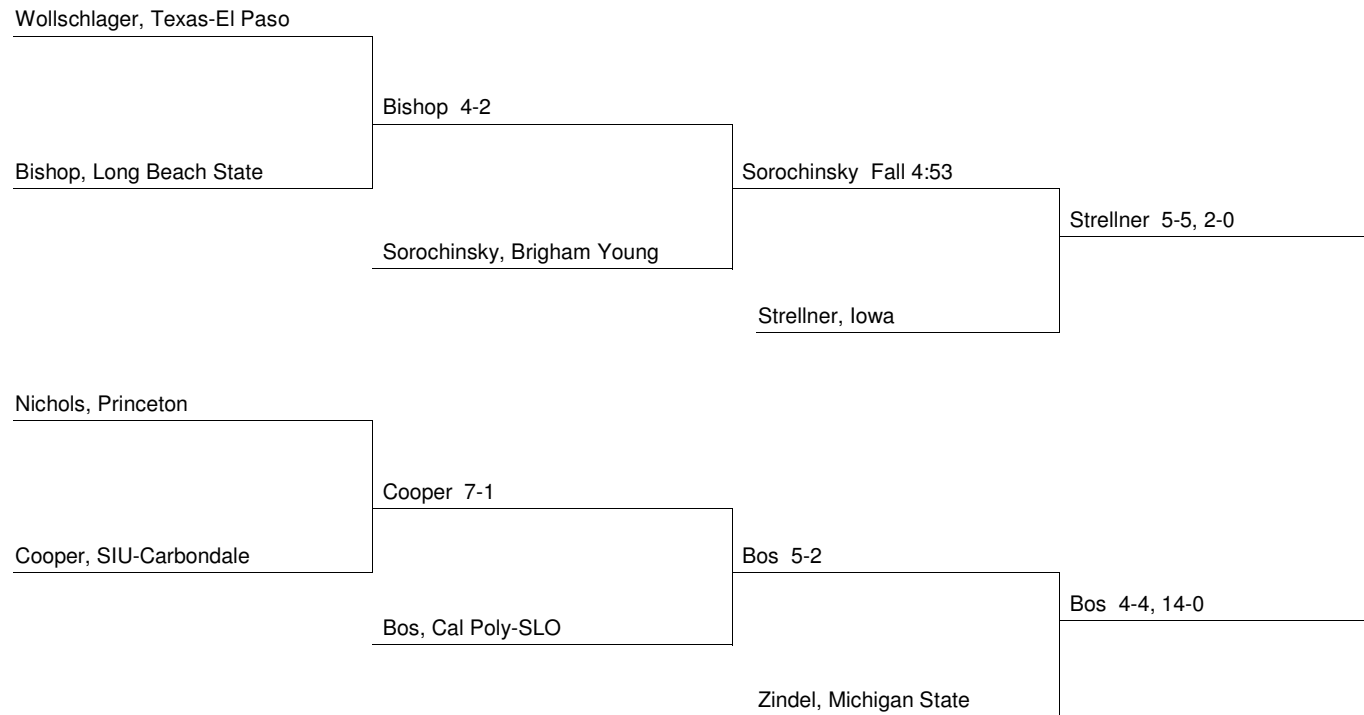 Wollschlager, Texas-El Paso
Bishop 4-2
Bishop, Long Beach State
Sorochinsky Fall 4:53
Strellner 5-5, 2-0
Sorochinsky, Brigham Young
Strellner, Iowa
Nichols, Princeton
Cooper 7-1
Cooper, SIU-Carbondale
Bos 5-2
Bos 4-4, 14-0
Bos, Cal Poly-SLO
Zindel, Michigan State